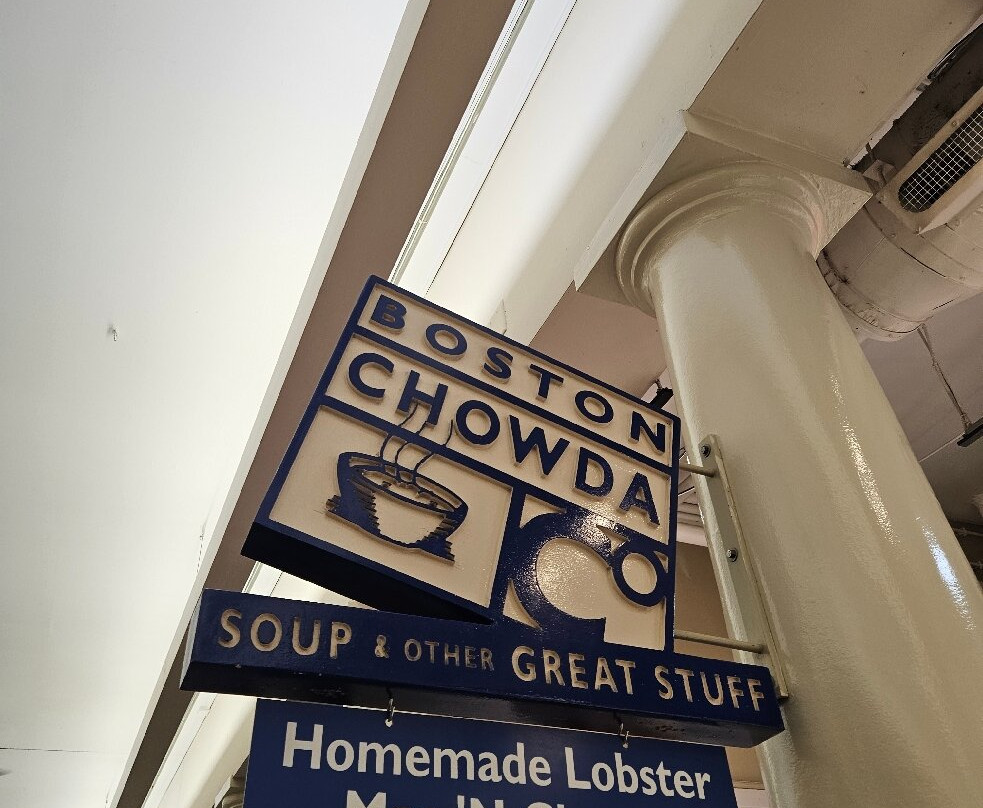 BOSTON
CHOWDA
Co
SOUP & OTHER GREAT STUFF
Homemade Lobster